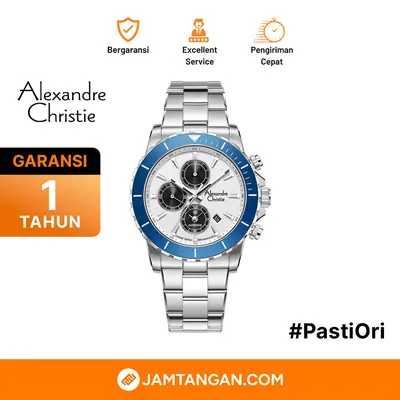 Bergaransi
Excellent
Service
Pengiriman
Cepat
Alexandre
Christie
GARANSI
1
TAHUN
Alexandre
Christie
#PastiOri
JAMTANGAN.COM